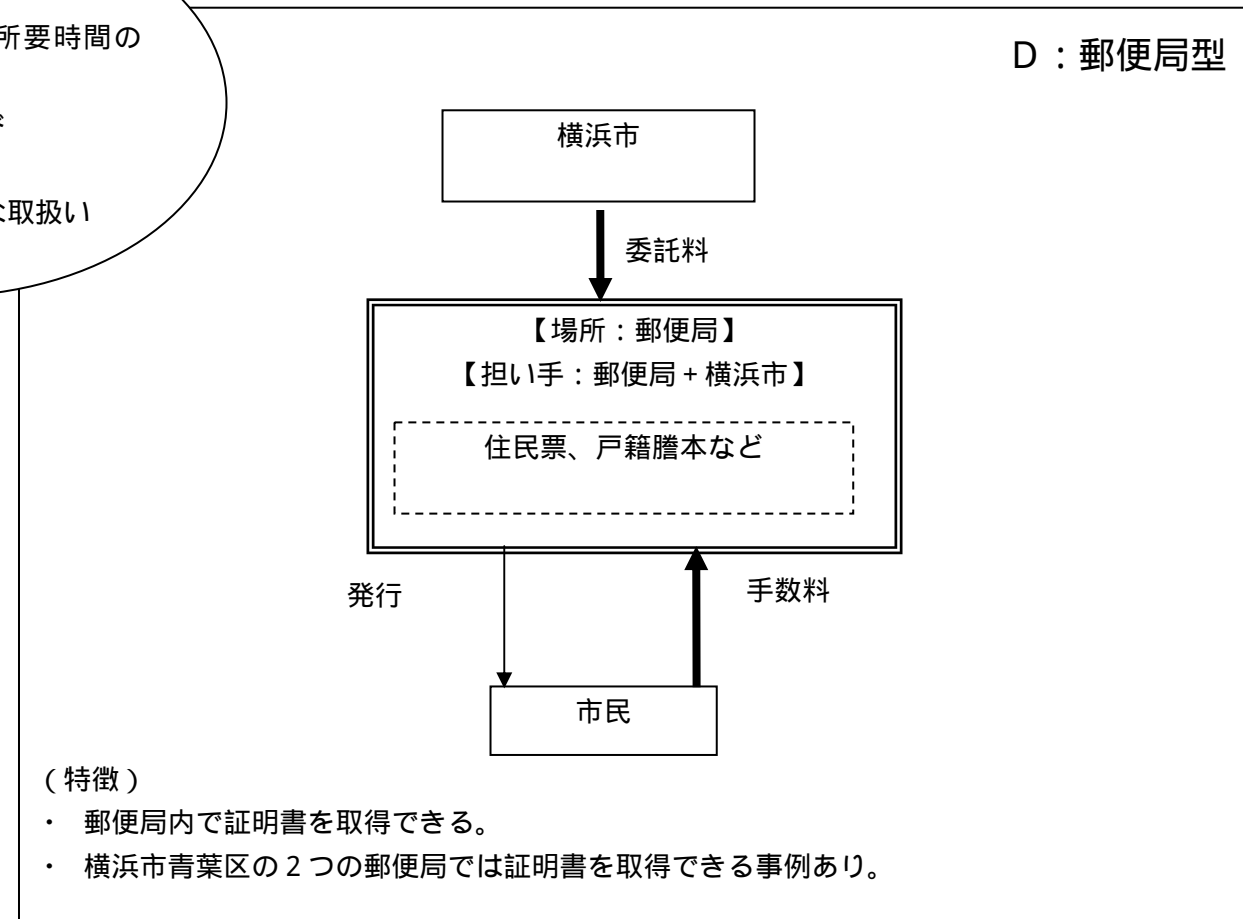 所要時間の
取扱い
D：郵便局型
横浜市
委託料
【場所：郵便局】
【担い手：郵便局+横浜市】
住民票、戸籍謄本など
発行
手数料
市民
(特徴)
・ 郵便局内で証明書を取得できる。
・ 横浜市青葉区の2つの郵便局では証明書を取得できる事例あり。